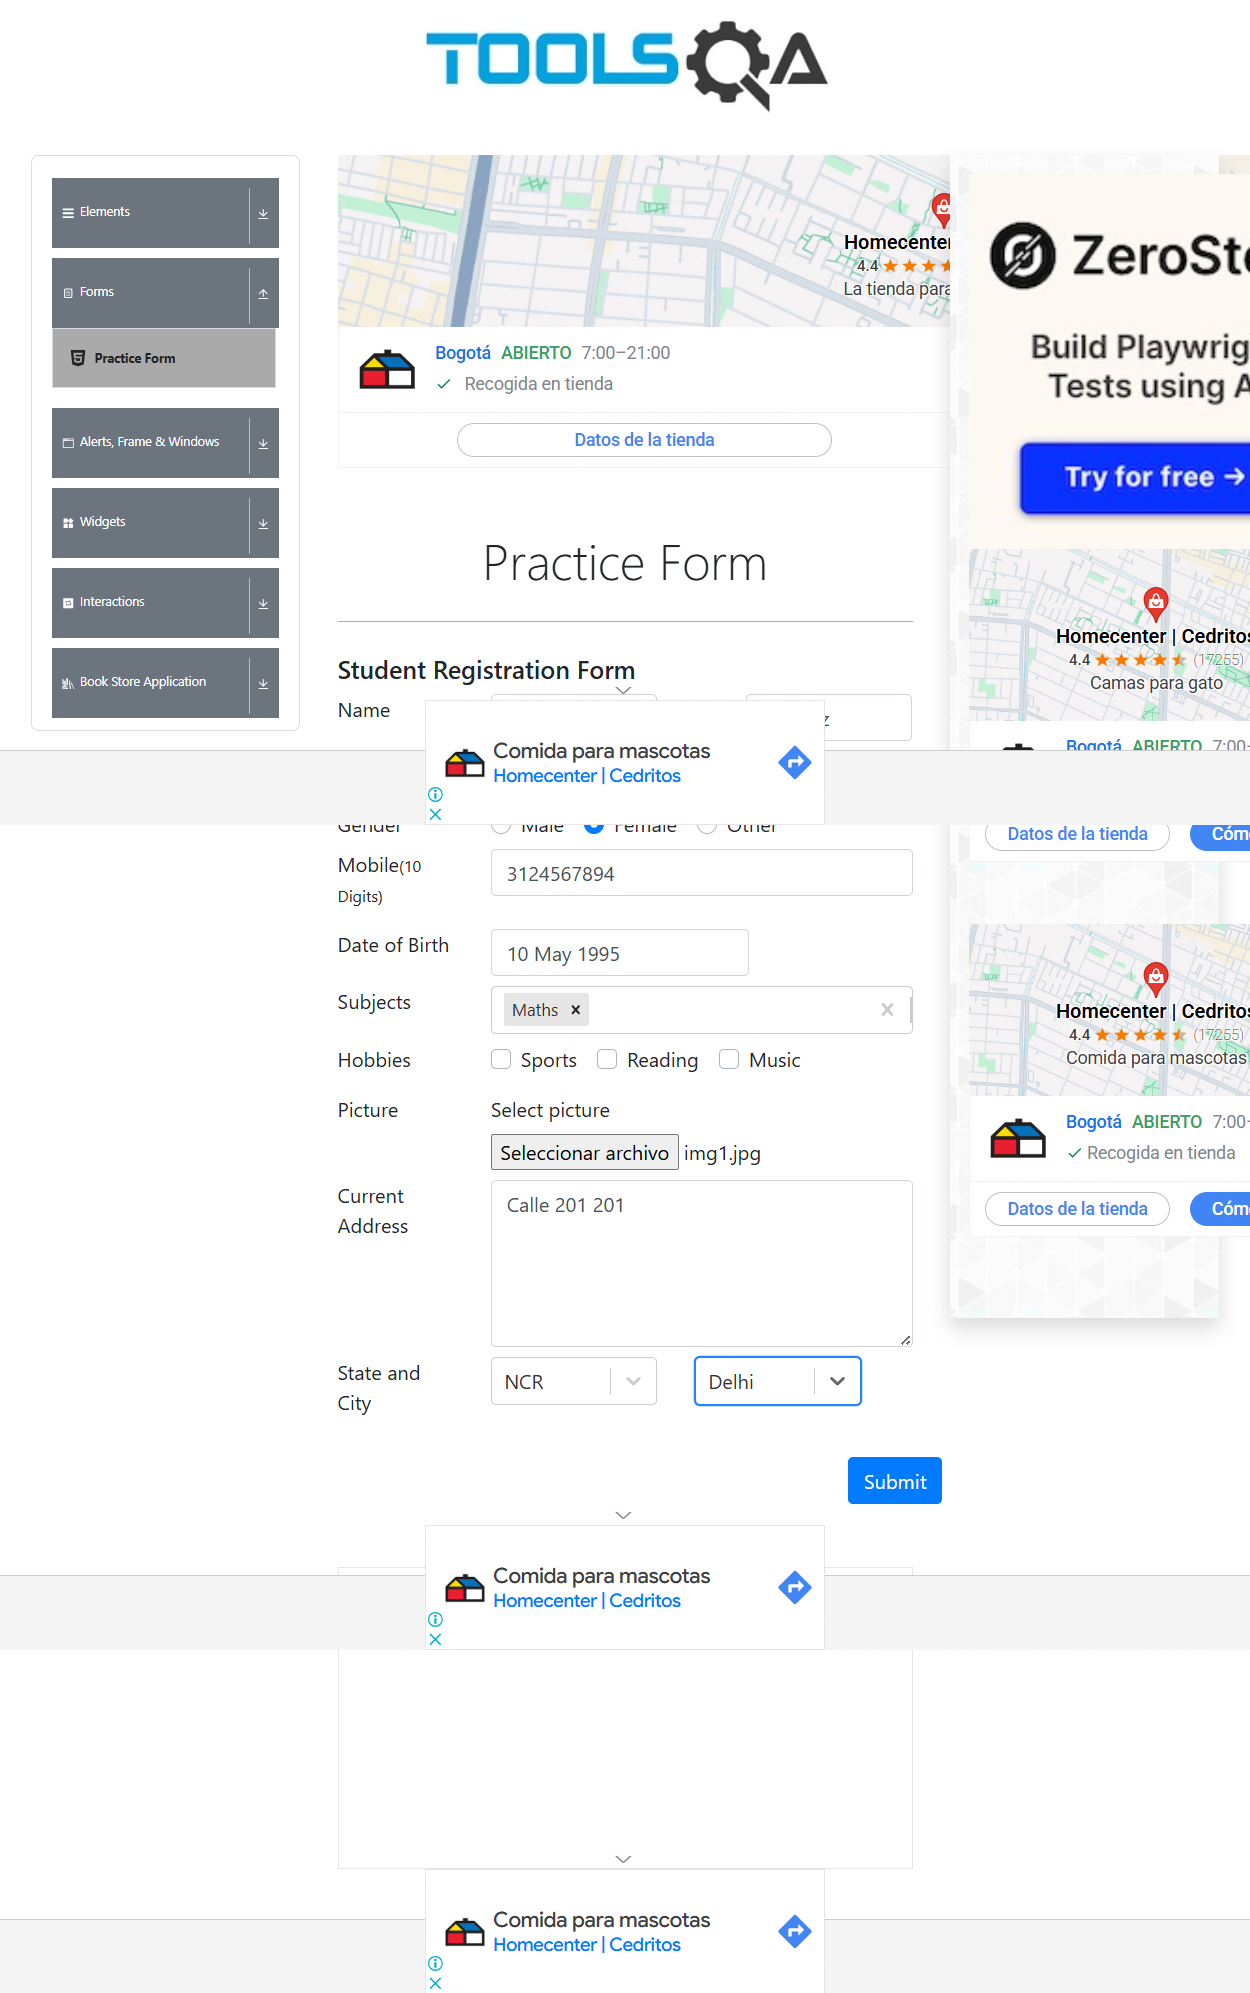 TOOLSQA
Elements
Forms
Practice Form
Alerts, Frame & Windows
Widgets
Interactions
Book Store Application
Homecenter
4.4
La tienda para
Bogotá ABIERTO 7:00–21:00
Recogida en tienda
Datos de la tienda
Build Playwrig
Tests using A
Try for free →
Homecenter | Cedritos
4.4 (17255)
Camas para gato
Bogotá ABIERTO 7:00-
Datos de la tienda Cóm
Homecenter | Cedritos
4.4 (17255)
Comida para mascotas
Bogotá ABIERTO 7:00-
Recogida en tienda
Datos de la tienda Cóm
Practice Form
Student Registration Form
Name z
Comida para mascotas
Homecenter | Cedritos
Gender Male Female Other
Mobile(10
Digits)
3124567894
Date of Birth 10 May 1995
Subjects Maths
Hobbies Sports Reading Music
Picture Select picture
Seleccionar archivo img1.jpg
Current
Address
Calle 201 201
State and
City
NCR Delhi
Submit
Comida para mascotas
Homecenter | Cedritos
Comida para mascotas
Homecenter | Cedritos